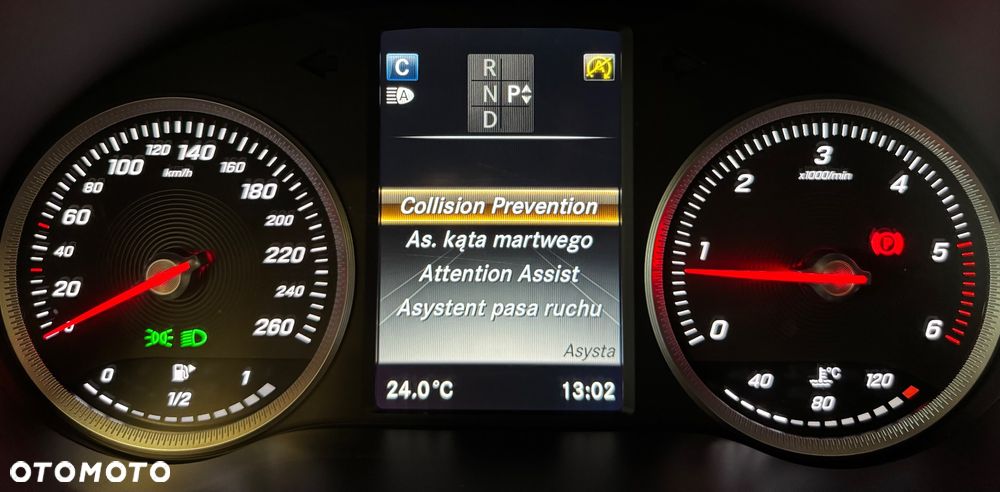 C
R
N P
D
A
A
120
100 140
km/h
80 160
60 180
200
40 220
20 240
0 260
0 1
1/2
Collision Prevention
As. kąta martwego
Attention Assist
Asystent pasa ruchu
Asysta
24.0°C 13:02
3
x1000/min
2 4
P
1 5
0 6
°C
40 120
80
OTOMOTO